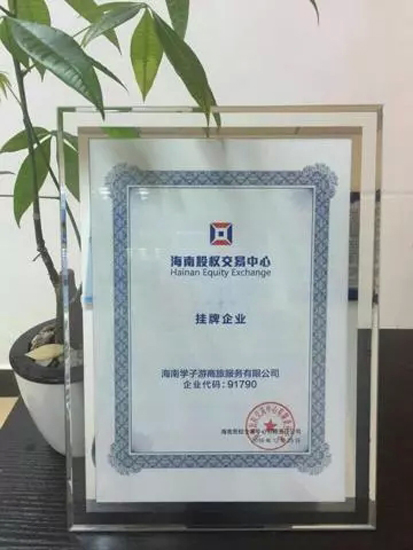 海南股权交易中心
Hainan Equity Exchange
挂牌企业
海南学子游商旅服务有限公司
企业代码:91790